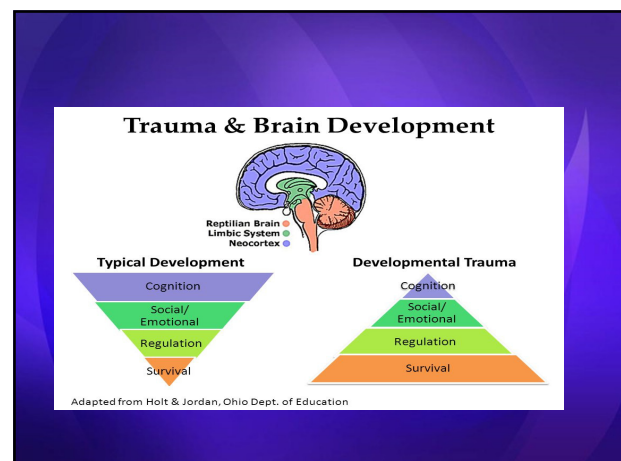 Trauma & Brain Development
Reptilian Brain
Limbic System
Neocortex
Typical Development
Cognition
Social/
Emotional
Regulation
Survival
Developmental Trauma
Cognition
Social/
Emotional
Regulation
Survival
Adapted from Holt & Jordan, Ohio Dept. of Education